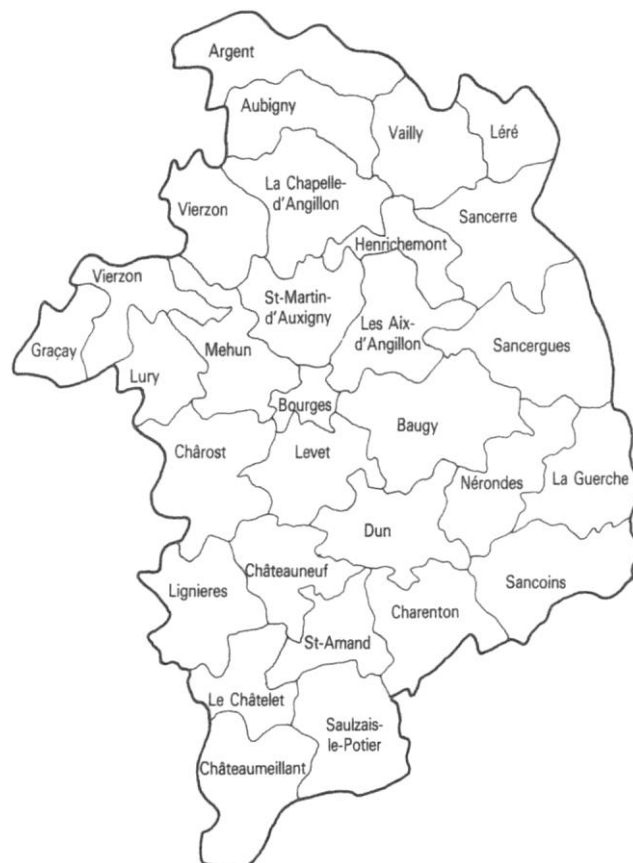 Argent
Aubigny
Vailly
Léré
La Chapelle-
d'Angillon
Vierzon
Sancerre
Henrichemont
Vierzon
St-Martin-
d'Auxigny
Les Aix-
d'Angillon
Graçay
Mehun
Sancergues
Lury
Bourges
Baugy
Chârost
Levet
Nérondes
La Guerche
Dun
Châteauneuf
Lignieres
Sancoins
Charenton
St-Amand
Le Châtelet
Saulzais-
le-Potier
Châteaumeillant